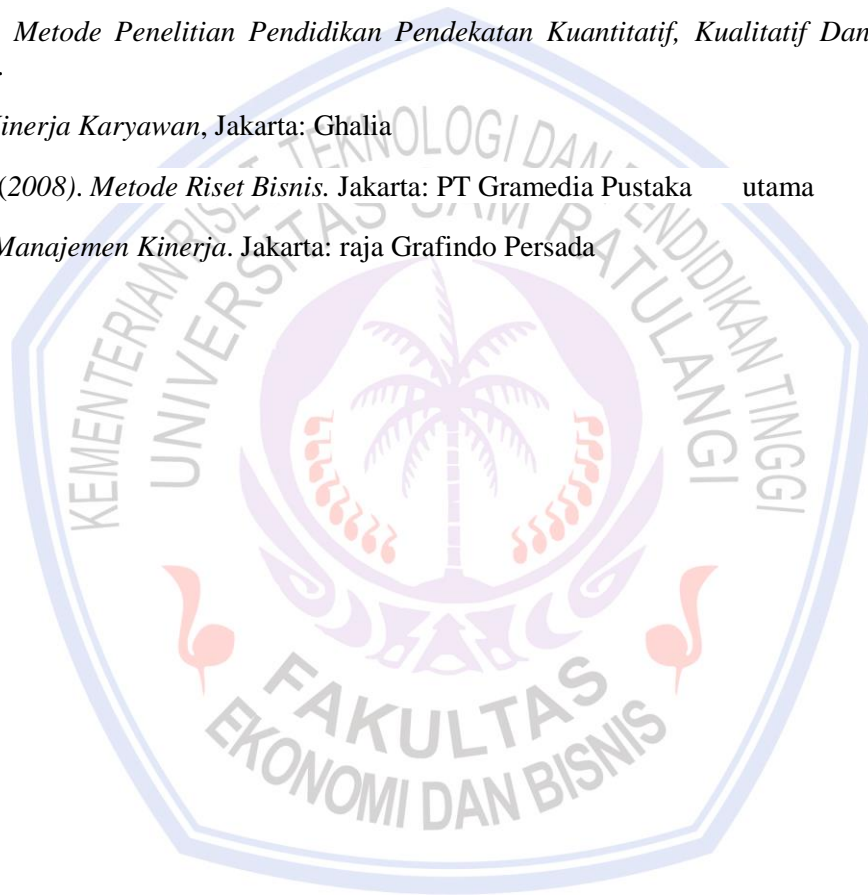 Metode Penelitian Pendidikan Pendekatan Kuantitatif, Kualitatif Dan
.
inerja Karyawan, Jakarta: Ghalia
(2008). Metode Riset Bisnis. Jakarta: PT Gramedia Pustaka utama
Manajemen Kinerja. Jakarta: raja Grafindo Persada
KEMENTERIAN RISET TEKNOLOGI DAN PENDIDIKAN TINGGI
UNIVERSITAS SAM RATULANGI
FAKULTAS
EKONOMI DAN BISNIS